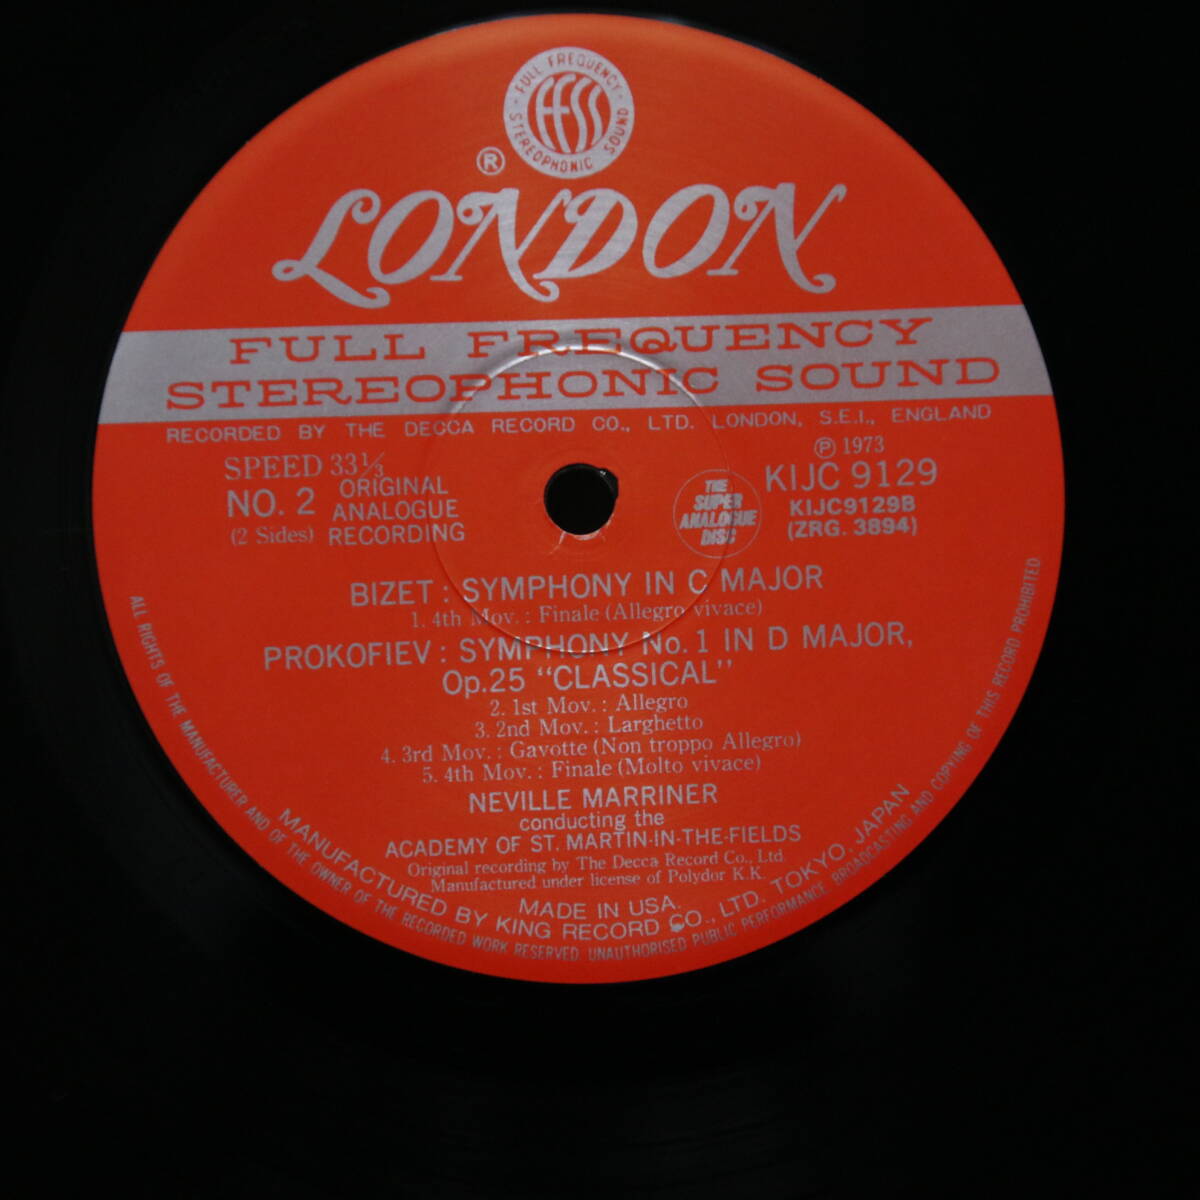 FULL FREQUENCY
FFSS
STEREOPHONIC SOUND
®
LONDON
FULL FREQUENCY
STEREOPHONIC SOUND
RECORDED BY THE DECCA RECORD CO., LTD. LONDON, S.E.I., ENGLAND
SPEED 33⅓
NO. 2
(2 Sides)
ORIGINAL
ANALOGUE
RECORDING
THE
SUPER
ANALOGUE
DISC
℗ 1973
KIJC 9129
KIJC9129B
(ZRG. 3894)
BIZET : SYMPHONY IN C MAJOR
1. 4th Mov. : Finale (Allegro vivace)
PROKOFIEV : SYMPHONY No. 1 IN D MAJOR,
Op.25 "CLASSICAL"
2. 1st Mov. : Allegro
3. 2nd Mov. : Larghetto
4. 3rd Mov. : Gavotte (Non troppo Allegro)
5. 4th Mov. : Finale (Molto vivace)
NEVILLE MARRINER
conducting the
ACADEMY OF ST. MARTIN-IN-THE-FIELDS
Original recording by The Decca Record Co., Ltd.
Manufactured under license of Polydor K.K.
MADE IN USA.
MANUFACTURED BY KING RECORD CO., LTD. TOKYO, JAPAN
ALL RIGHTS OF THE MANUFACTURER AND OF THE OWNER OF THE RECORDED WORK RESERVED. UNAUTHORISED PUBLIC PERFORMANCE, BROADCASTING AND COPYING OF THIS RECORD PROHIBITED